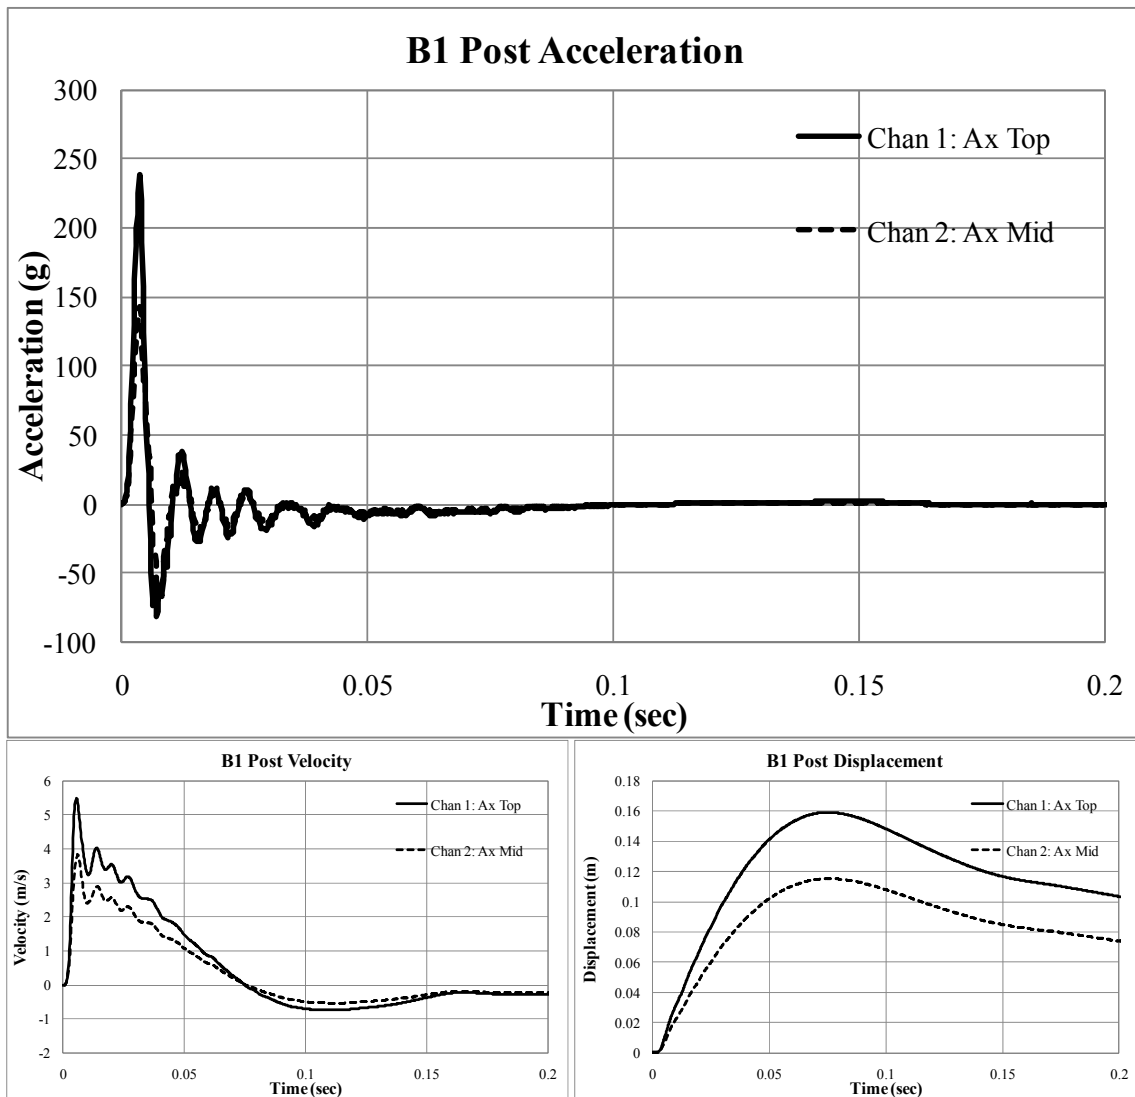 B1 Post Acceleration
300
250
200
150
100
50
0
-50
-100
Acceleration (g)
Chan 1: Ax Top
Chan 2: Ax Mid
0 0.05 0.1 0.15 0.2
Time (sec)
B1 Post Velocity
6
5
4
3
2
1
0
-1
-2
Velocity (m/s)
Chan 1: Ax Top
Chan 2: Ax Mid
0 0.05 0.1 0.15 0.2
Time (sec)
B1 Post Displacement
0.18
0.16
0.14
0.12
0.1
0.08
0.06
0.04
0.02
0
Displacement (m)
Chan 1: Ax Top
Chan 2: Ax Mid
0 0.05 0.1 0.15 0.2
Time (sec)